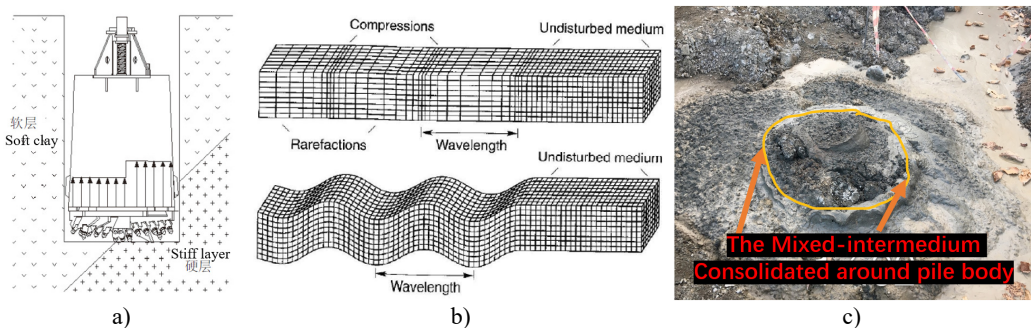 软层
Soft clay
Stiff layer
硬层
a)
Compressions
Undisturbed medium
Rarefactions
Wavelength
Undisturbed medium
Wavelength
b)
The Mixed-intermedium
Consolidated around pile body
c)